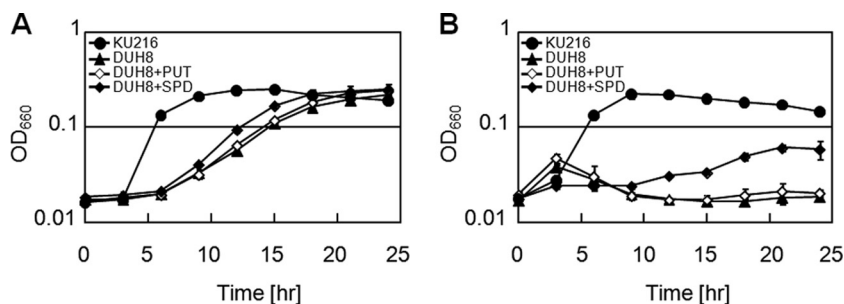 A
1
KU216
DUH8
DUH8+PUT
DUH8+SPD
OD660
0.1
0.01
0 5 10 15 20 25
Time [hr]
B
1
KU216
DUH8
DUH8+PUT
DUH8+SPD
OD660
0.1
0.01
0 5 10 15 20 25
Time [hr]